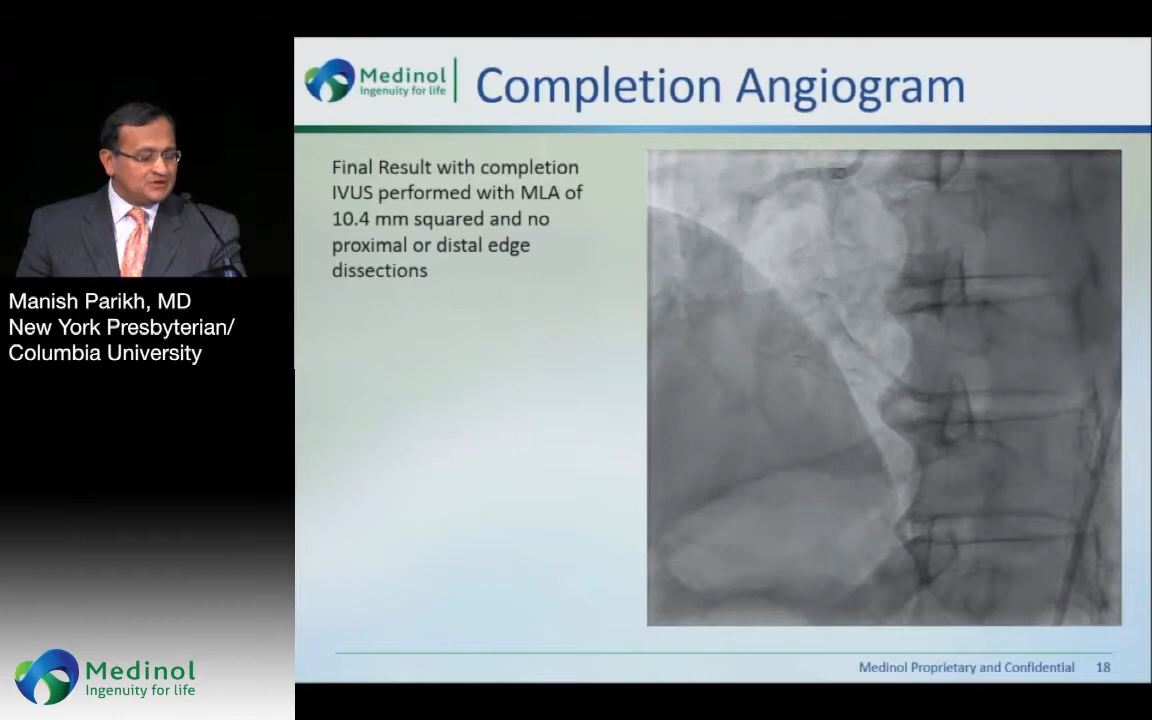 Medinol
Ingenuity for life
Completion Angiogram
Final Result with completion
IVUS performed with MLA of
10.4 mm squared and no
proximal or distal edge
dissections
Manish Parikh, MD
New York Presbyterian/
Columbia University
Medinol
Ingenuity for life
Medinol Proprietary and Confidential 18